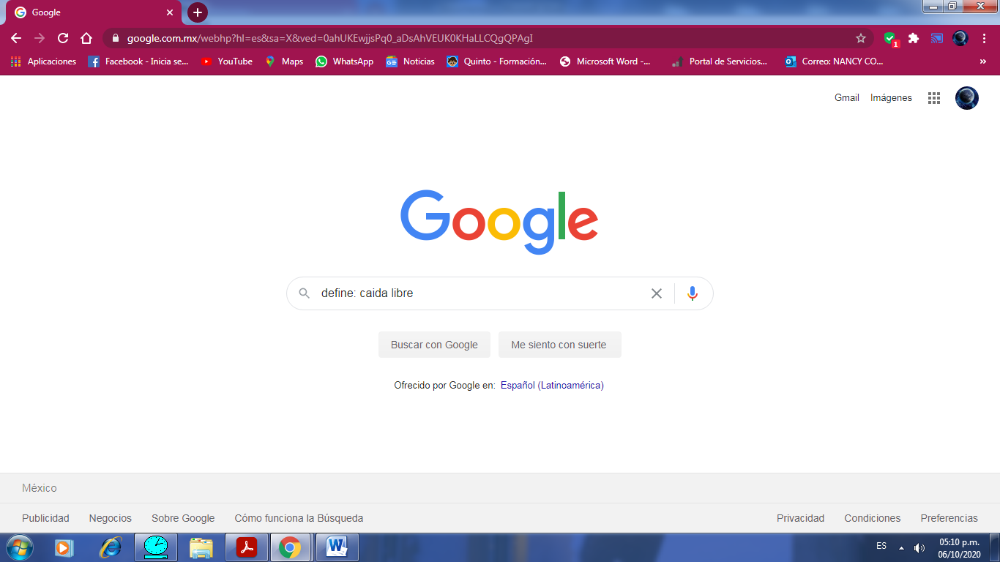 Google
google.com.mx/webhp?hl=es&sa=X&ved=0ahUKEwjjsPq0_aDsAhVEUK0KHaLLCQgQPAgI
1
Aplicaciones Facebook - Inicia se... YouTube Maps WhatsApp Noticias Quinto - Formación... Microsoft Word -... Portal de Servicios... Correo: NANCY CO... »
Gmail Imágenes
Google
define: caida libre
Buscar con Google Me siento con suerte
Ofrecido por Google en: Español (Latinoamérica)
México
Publicidad Negocios Sobre Google Cómo funciona la Búsqueda Privacidad Condiciones Preferencias
ES 05:10 p.m.
06/10/2020